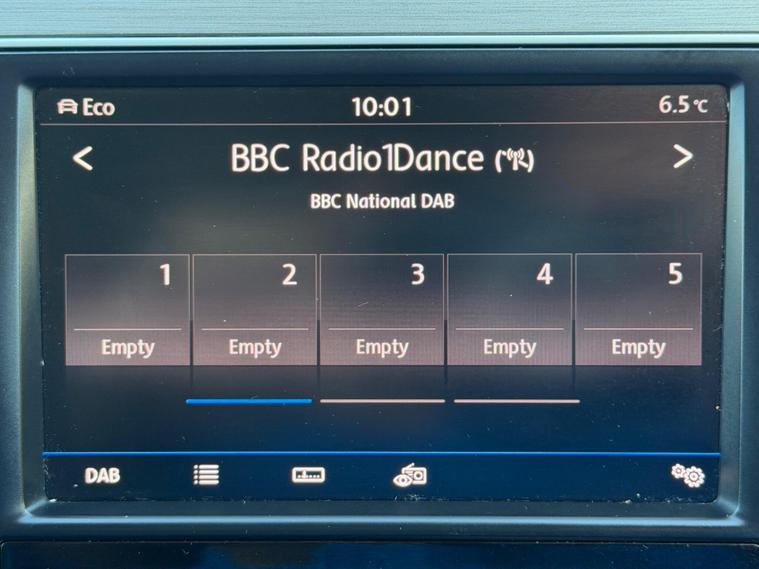 Eco 10:01 6.5°C
< BBC Radio1Dance >
BBC National DAB
1 2 3 4 5
Empty Empty Empty Empty Empty
DAB